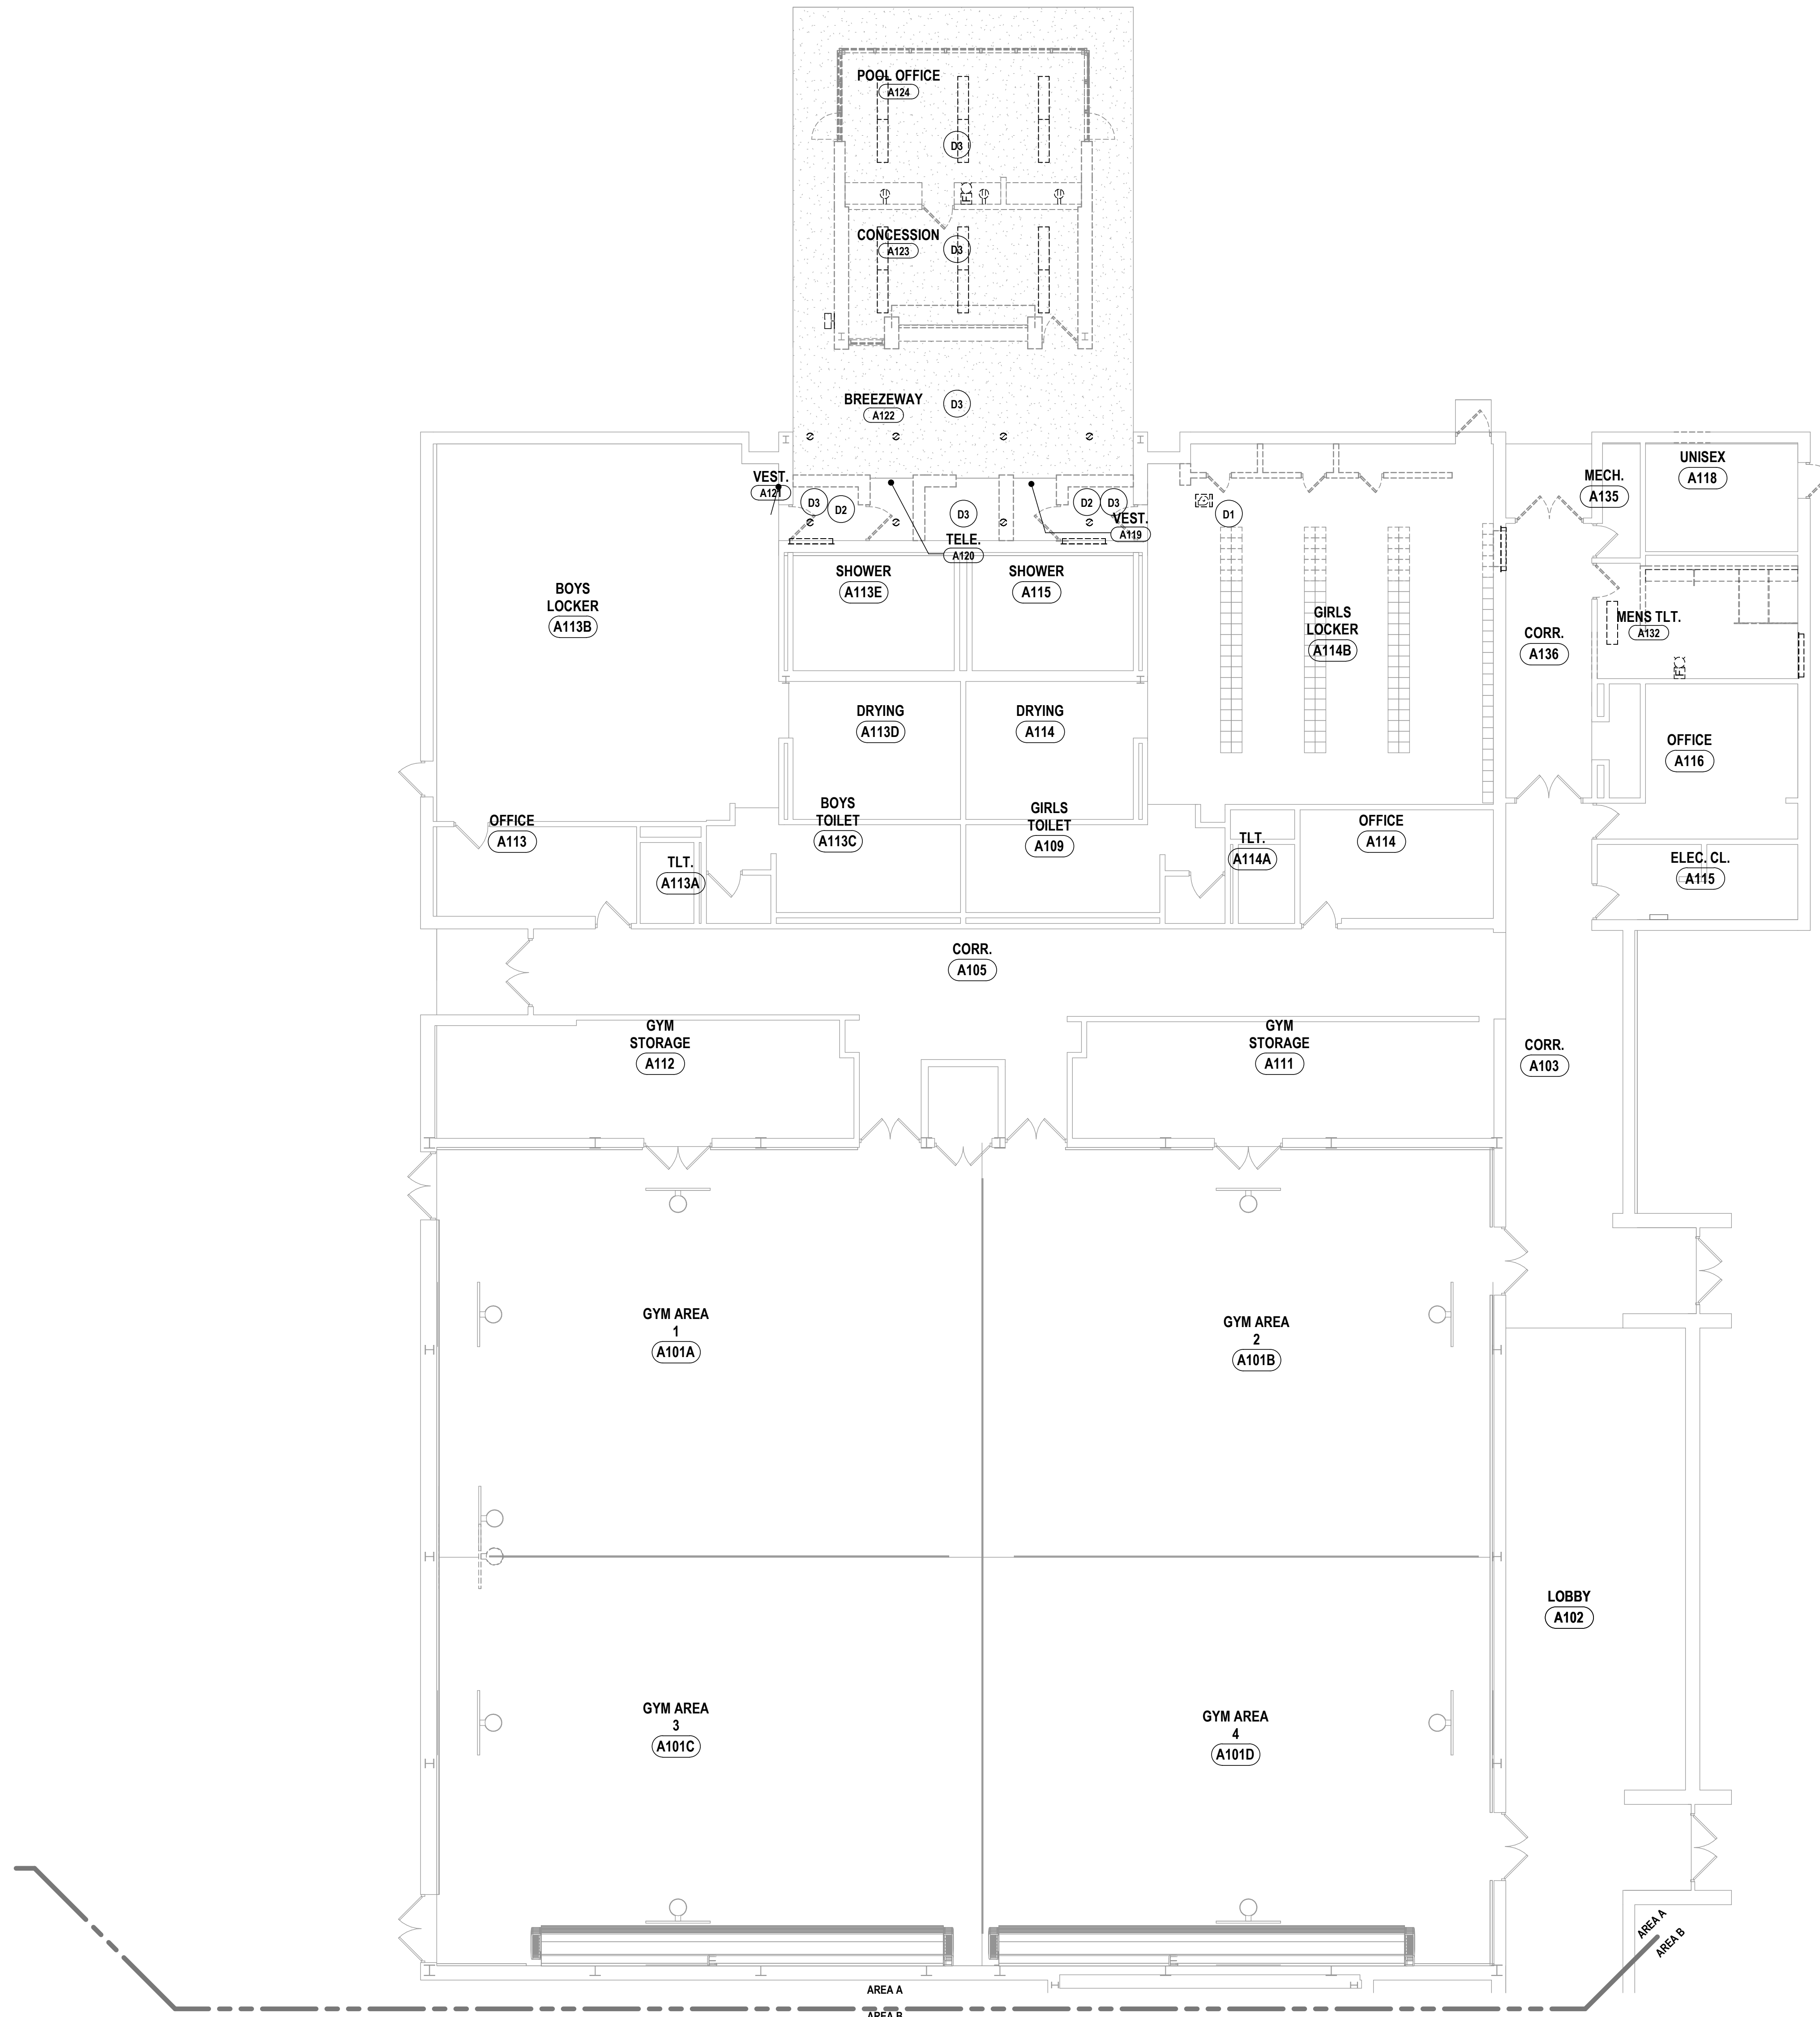 POOL OFFICE
A124
D3
CONCESSION
A123
D3
BREEZEWAY
A122
D3
VEST.
A121
D3
D2
D3
D2
D3
VEST.
A119
TELE.
A120
D1
MECH.
A135
UNISEX
A118
SHOWER
A113E
SHOWER
A115
BOYS
LOCKER
A113B
GIRLS
LOCKER
A114B
CORR.
A136
MENS TLT.
A132
DRYING
A113D
DRYING
A114
OFFICE
A116
OFFICE
A113
BOYS
TOILET
A113C
GIRLS
TOILET
A109
TLT.
A113A
TLT.
A114A
OFFICE
A114
ELEC. CL.
A115
CORR.
A105
GYM
STORAGE
A112
GYM
STORAGE
A111
CORR.
A103
GYM AREA
1
A101A
GYM AREA
2
A101B
LOBBY
A102
GYM AREA
3
A101C
GYM AREA
4
A101D
AREA A
AREA B
AREA A
AREA B